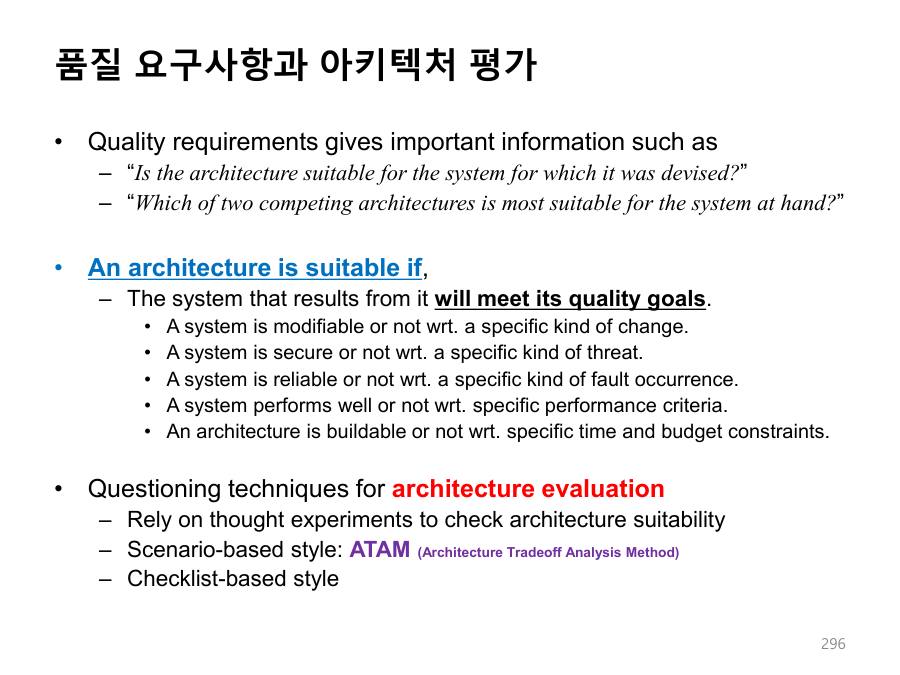 품질 요구사항과 아키텍처 평가
• Quality requirements gives important information such as
– “Is the architecture suitable for the system for which it was devised?”
– “Which of two competing architectures is most suitable for the system at hand?”
• An architecture is suitable if,
– The system that results from it will meet its quality goals.
• A system is modifiable or not wrt. a specific kind of change.
• A system is secure or not wrt. a specific kind of threat.
• A system is reliable or not wrt. a specific kind of fault occurrence.
• A system performs well or not wrt. specific performance criteria.
• An architecture is buildable or not wrt. specific time and budget constraints.
• Questioning techniques for architecture evaluation
– Rely on thought experiments to check architecture suitability
– Scenario-based style: ATAM (Architecture Tradeoff Analysis Method)
– Checklist-based style
296